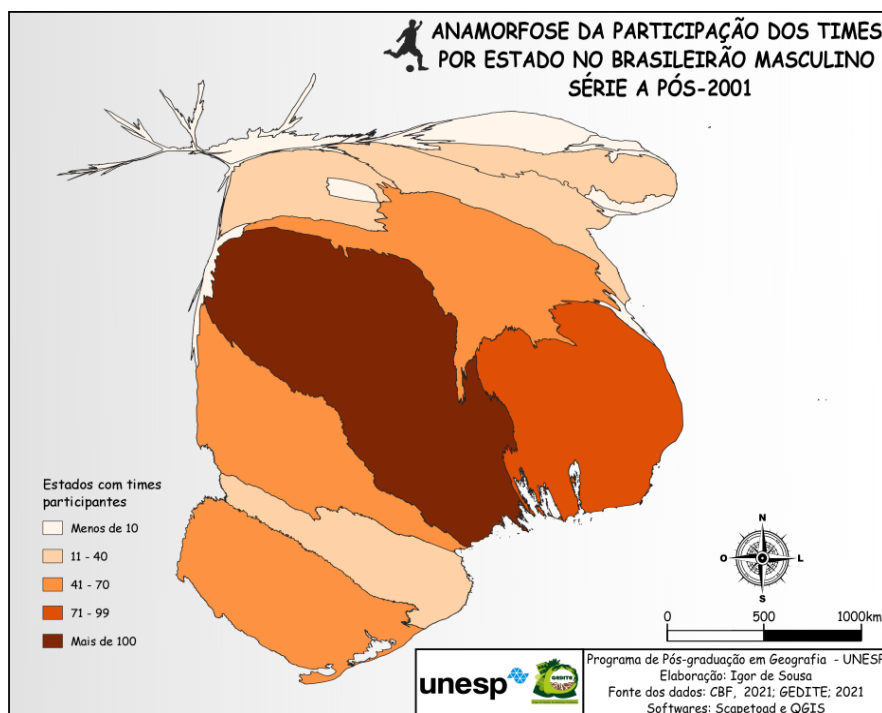 ANAMORFOSE DA PARTICIPAÇÃO DOS TIMES
POR ESTADO NO BRASILEIRÃO MASCULINO
SÉRIE A PÓS-2001
Estados com times
participantes
Menos de 10
11 - 40
41 - 70
71 - 99
Mais de 100
N
O
L
S
0 500 1000km
unesp
GEDITE
Programa de Pós-graduação em Geografia - UNESP
Elaboração: Igor de Sousa
Fonte dos dados: CBF, 2021; GEDITE; 2021
Softwares: Scapetoad e QGIS